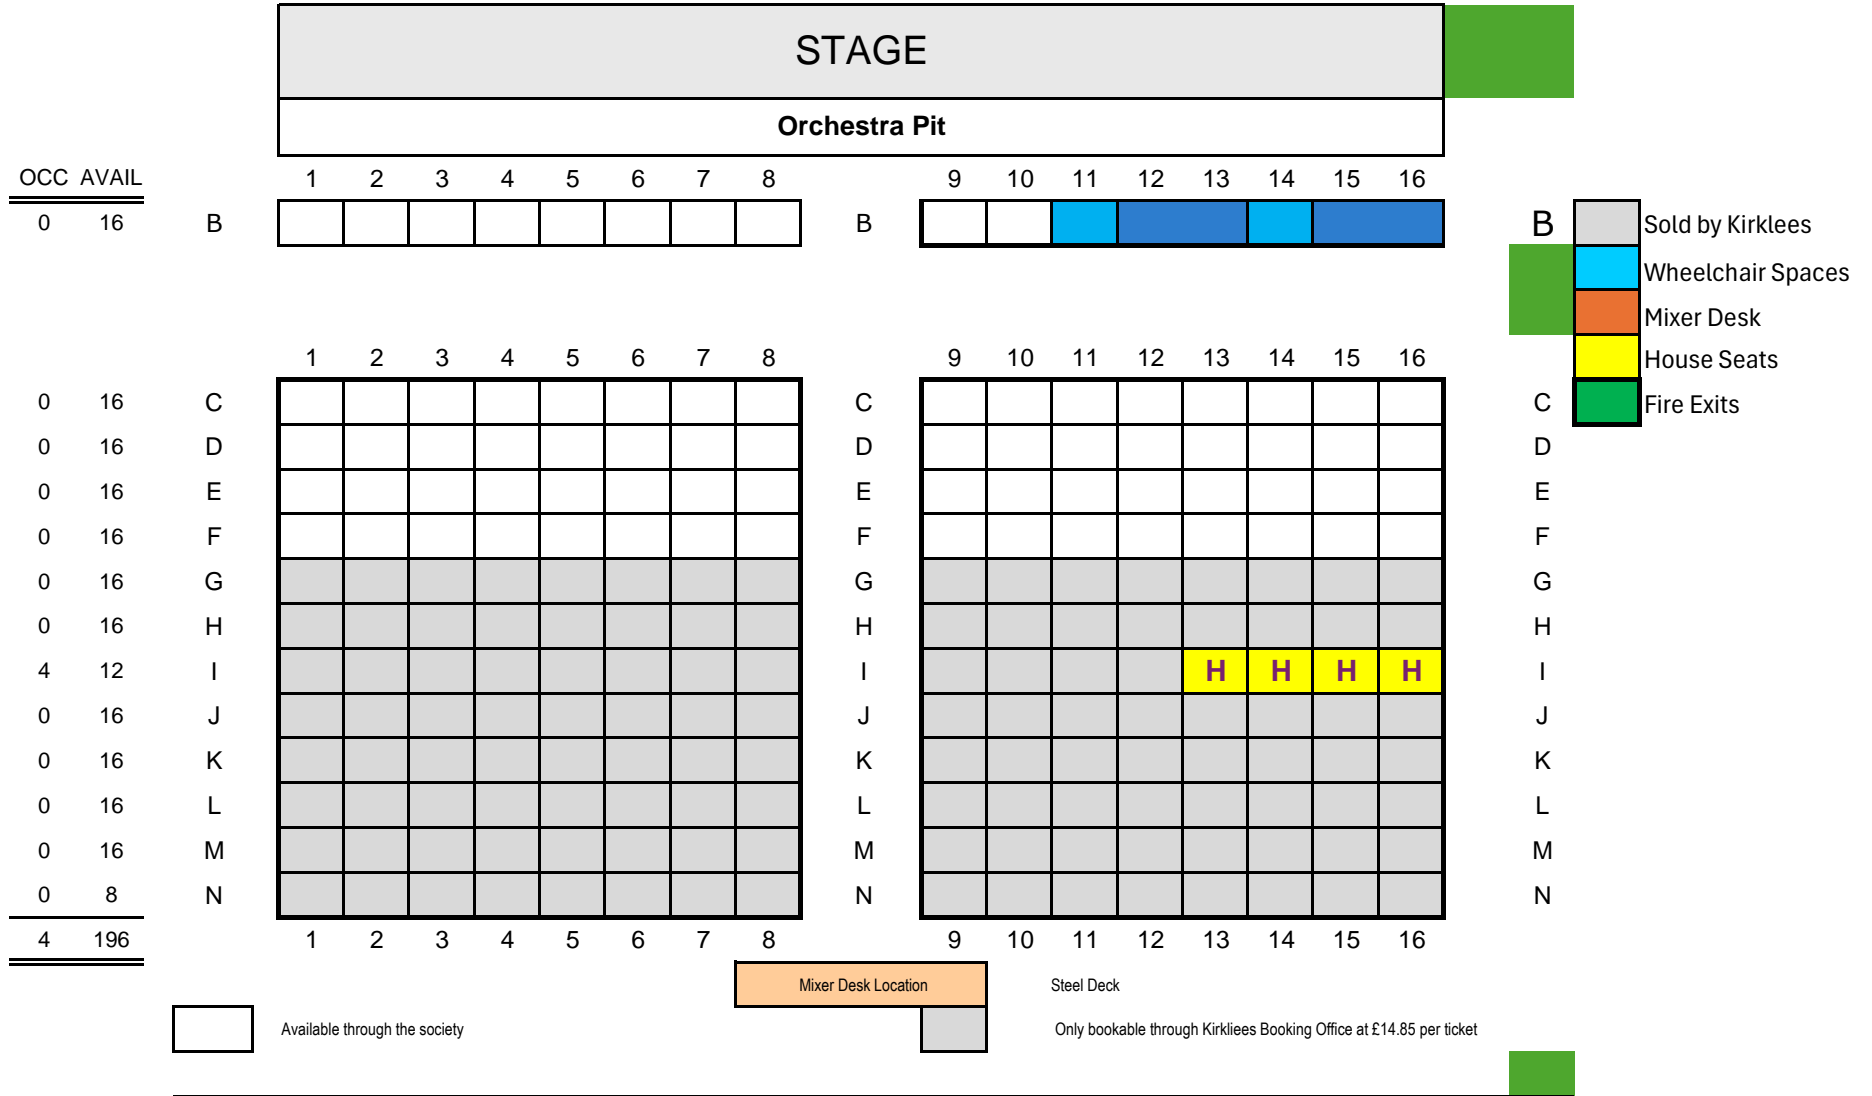 STAGE
Orchestra Pit
OCC AVAIL 1 2 3 4 5 6 7 8 9 10 11 12 13 14 15 16
0 16 B B B Sold by Kirklees
Wheelchair Spaces
Mixer Desk
1 2 3 4 5 6 7 8 9 10 11 12 13 14 15 16 House Seats
0 16 C C C Fire Exits
0 16 D D D
0 16 E E E
0 16 F F F
0 16 G G G
0 16 H H H
4 12 I I H H H H I
0 16 J J J
0 16 K K K
0 16 L L L
0 16 M M M
0 8 N N N
4 196 1 2 3 4 5 6 7 8 9 10 11 12 13 14 15 16
Mixer Desk Location Steel Deck
Available through the society Only bookable through Kirkliees Booking Office at £14.85 per ticket